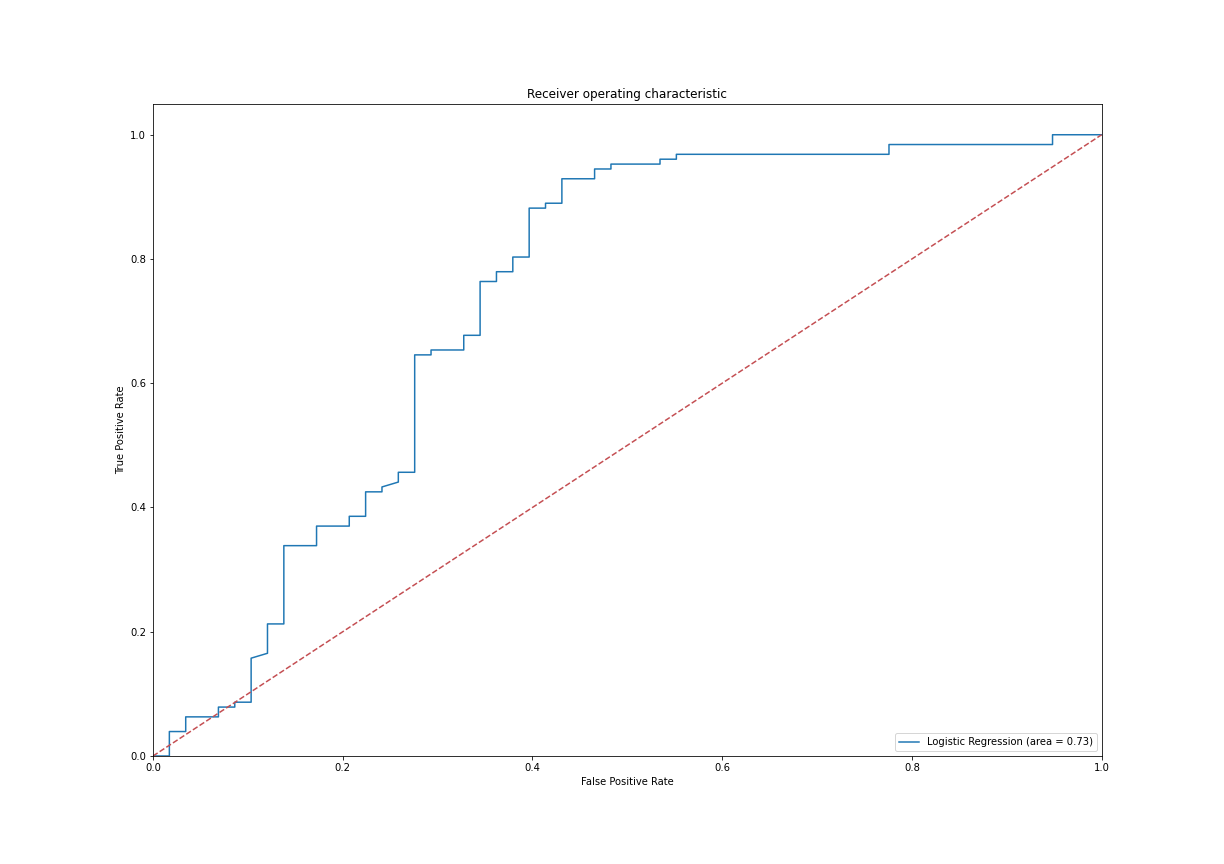 Receiver operating characteristic
1.0
0.8
0.6
0.4
0.2
0.0
True Positive Rate
Logistic Regression (area = 0.73)
0.0 0.2 0.4 0.6 0.8 1.0
False Positive Rate